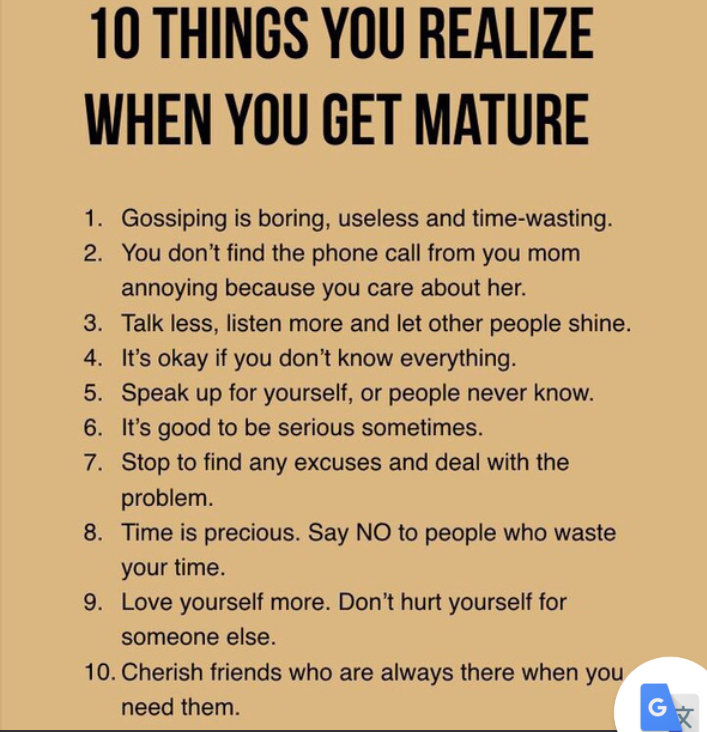 10 THINGS YOU REALIZE
WHEN YOU GET MATURE
1. Gossiping is boring, useless and time-wasting.
2. You don't find the phone call from you mom
annoying because you care about her.
3. Talk less, listen more and let other people shine.
4. It's okay if you don't know everything.
5. Speak up for yourself, or people never know.
6. It's good to be serious sometimes.
7. Stop to find any excuses and deal with the
problem.
8. Time is precious. Say NO to people who waste
your time.
9. Love yourself more. Don't hurt yourself for
someone else.
10. Cherish friends who are always there when you
need them.
G 文